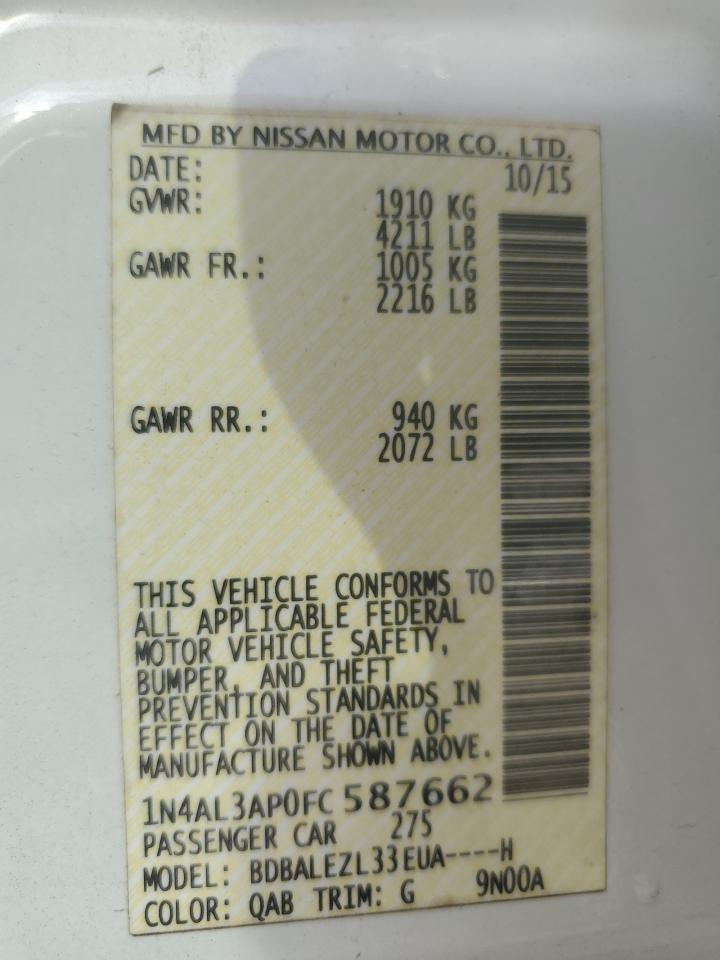 MFD BY NISSAN MOTOR CO., LTD.
DATE: 10/15
GVWR: 1910 KG
4211 LB
GAWR FR.: 1005 KG
2216 LB
GAWR RR.: 940 KG
2072 LB
THIS VEHICLE CONFORMS TO
ALL APPLICABLE FEDERAL
MOTOR VEHICLE SAFETY,
BUMPER, AND THEFT
PREVENTION STANDARDS IN
EFFECT ON THE DATE OF
MANUFACTURE SHOWN ABOVE.
1N4AL3AP0FC 587662
PASSENGER CAR 275
MODEL: BDBALEZL33EUA----H
COLOR: QAB TRIM: G 9N00A